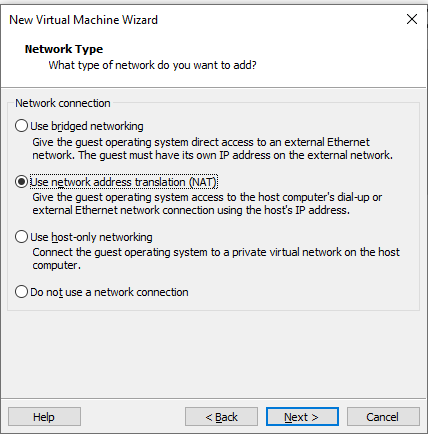 New Virtual Machine Wizard
Network Type
What type of network do you want to add?
Network connection
Use bridged networking
Give the guest operating system direct access to an external Ethernet
network. The guest must have its own IP address on the external network.
Use network address translation (NAT)
Give the guest operating system access to the host computer's dial-up or
external Ethernet network connection using the host's IP address.
Use host-only networking
Connect the guest operating system to a private virtual network on the host
computer.
Do not use a network connection
Help
< Back
Next >
Cancel